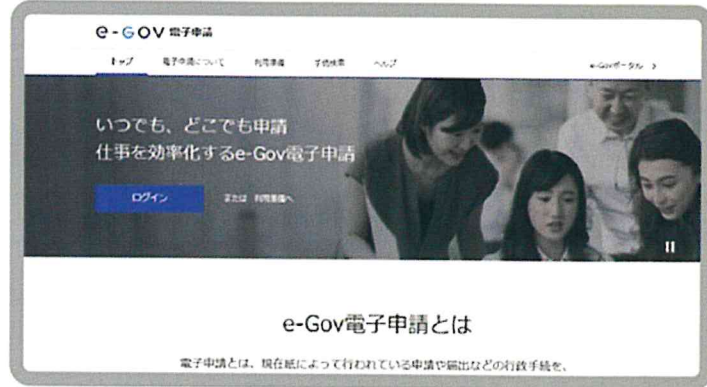 e-GOV 電子申請
トップ 電子申請について 利用準備 手続検索 ヘルプ e-Govポータル
いつでも、どこでも申請
仕事を効率化するe-Gov電子申請
ログイン または 利用準備へ
e-Gov電子申請とは
電子申請とは、現在紙によって行われている申請や届出などの行政手続を、